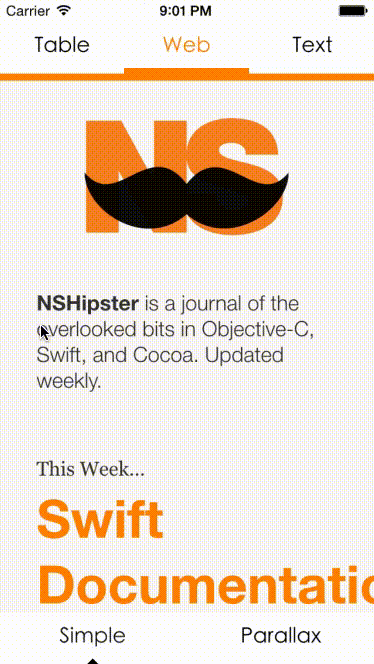 Carrier 9:01 PM
Table Web Text
NS
NSHipster is a journal of the
overlooked bits in Objective-C,
Swift, and Cocoa. Updated
weekly.
This Week...
Swift
Documentatio
Simple Parallax